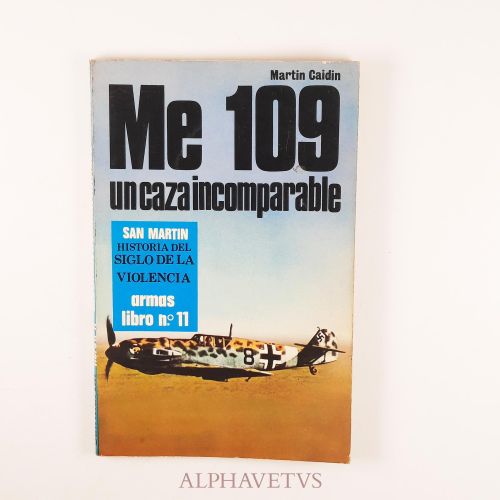 Martin Caidin
Me 109
un caza incomparable
SAN MARTIN
HISTORIA DEL
SIGLO DE LA
VIOLENCIA
armas
libro n.º 11
8
ALPHAVETVS